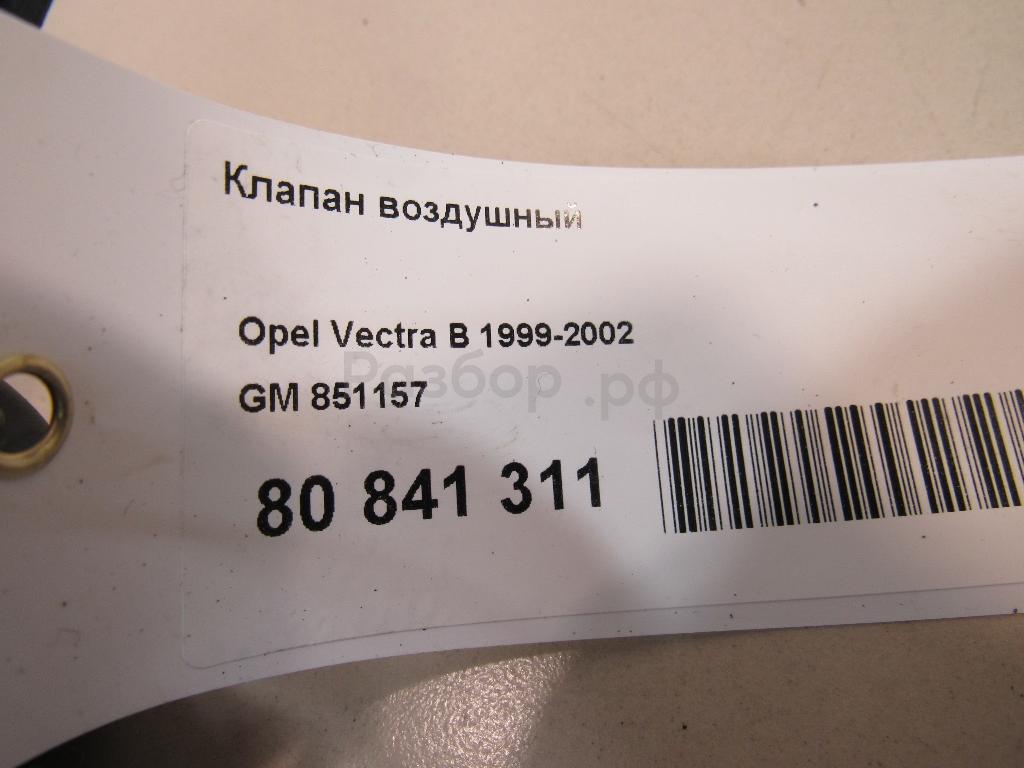 Клапан воздушный
Opel Vectra B 1999-2002
Разбор.рф
GM 851157
80 841 311